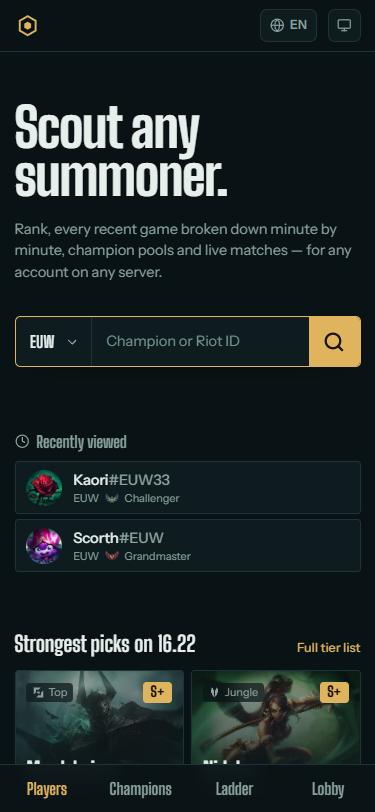 EN
Scout any
summoner.
Rank, every recent game broken down minute by
minute, champion pools and live matches — for any
account on any server.
EUW
Champion or Riot ID
Recently viewed
Kaori#EUW33
EUW Challenger
Scorth#EUW
EUW Grandmaster
Strongest picks on 16.22
Full tier list
Top S+
Jungle S+
Players Champions Ladder Lobby